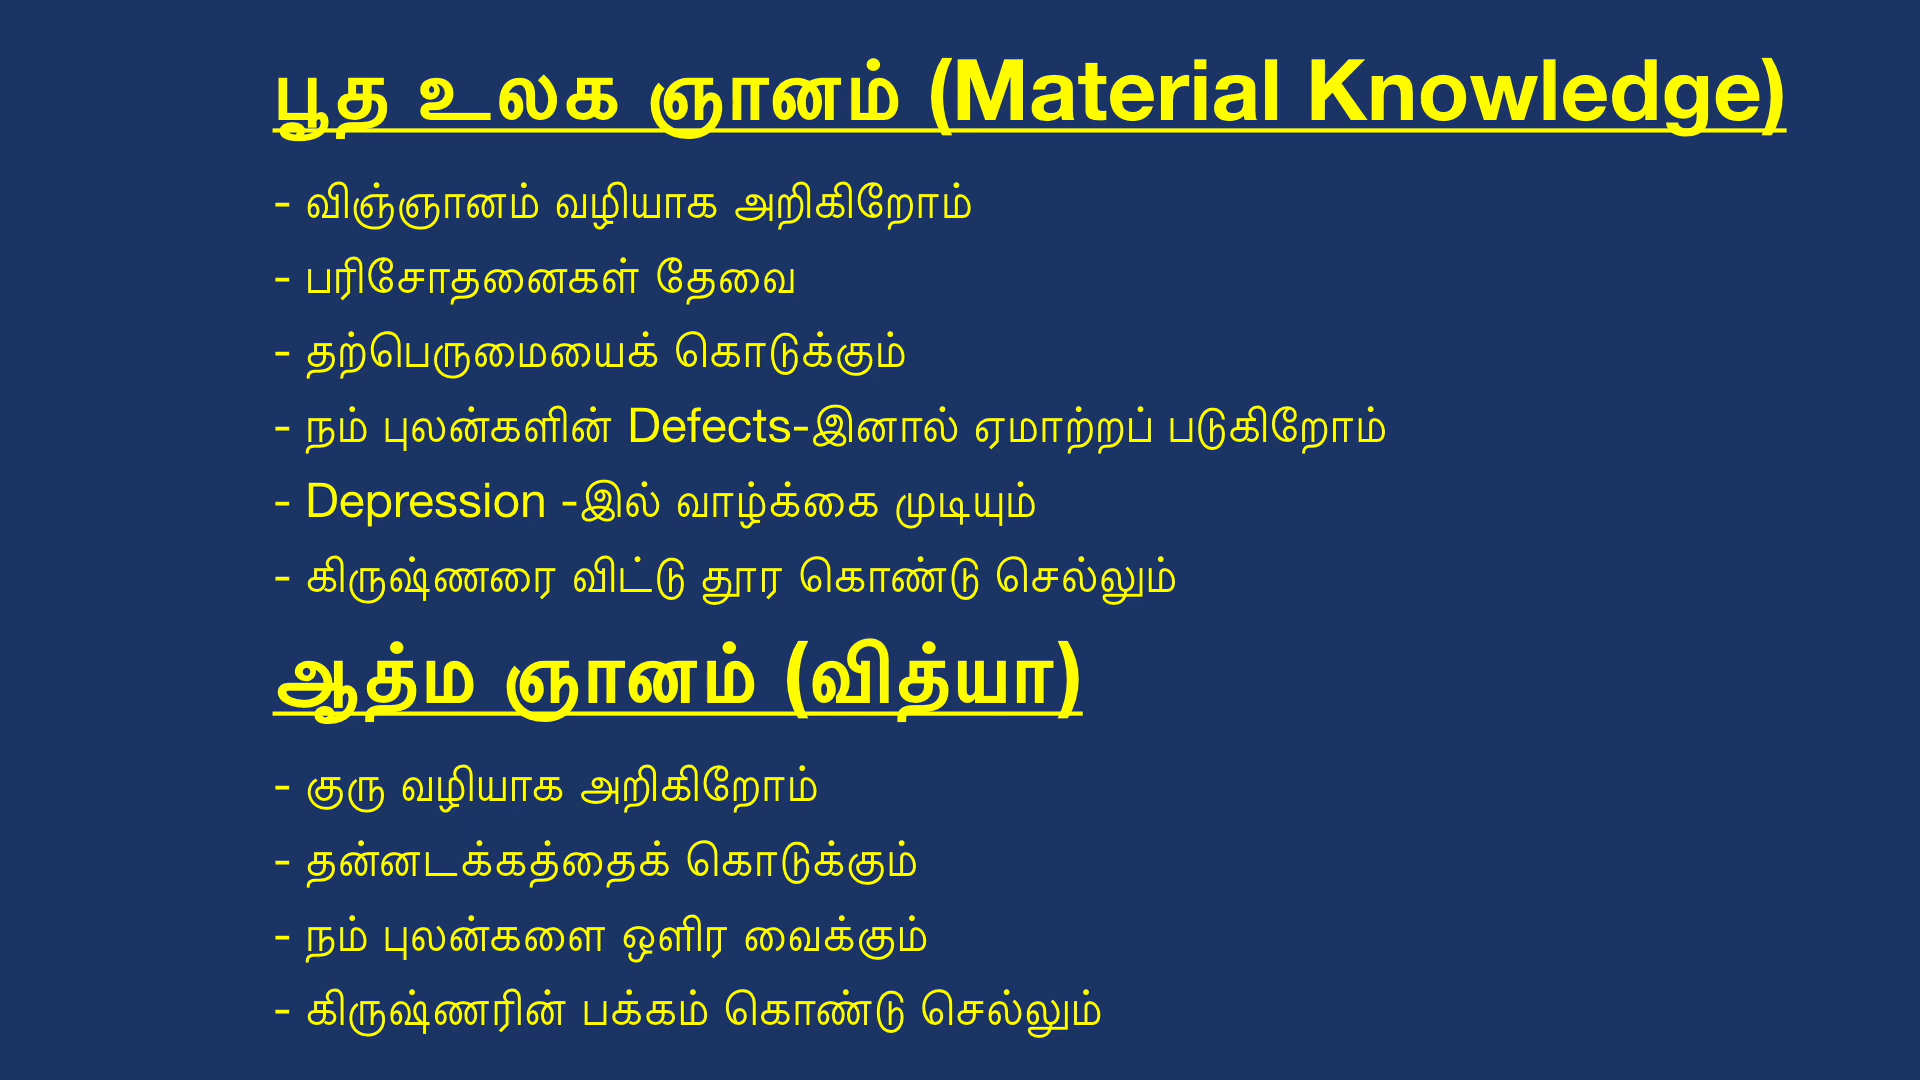 பூத உலக ஞானம் (Material Knowledge)
- விஞ்ஞானம் வழியாக அறிகிறோம்
- பரிசோதனைகள் தேவை
- தற்பெருமையைக் கொடுக்கும்
- நம் புலன்களின் Defects-இனால் ஏமாற்றப் படுகிறோம்
- Depression -இல் வாழ்க்கை முடியும்
- கிருஷ்ணரை விட்டு தூர கொண்டு செல்லும்
ஆத்ம ஞானம் (வித்யா)
- குரு வழியாக அறிகிறோம்
- தன்னடக்கத்தைக் கொடுக்கும்
- நம் புலன்களை ஒளிர வைக்கும்
- கிருஷ்ணரின் பக்கம் கொண்டு செல்லும்